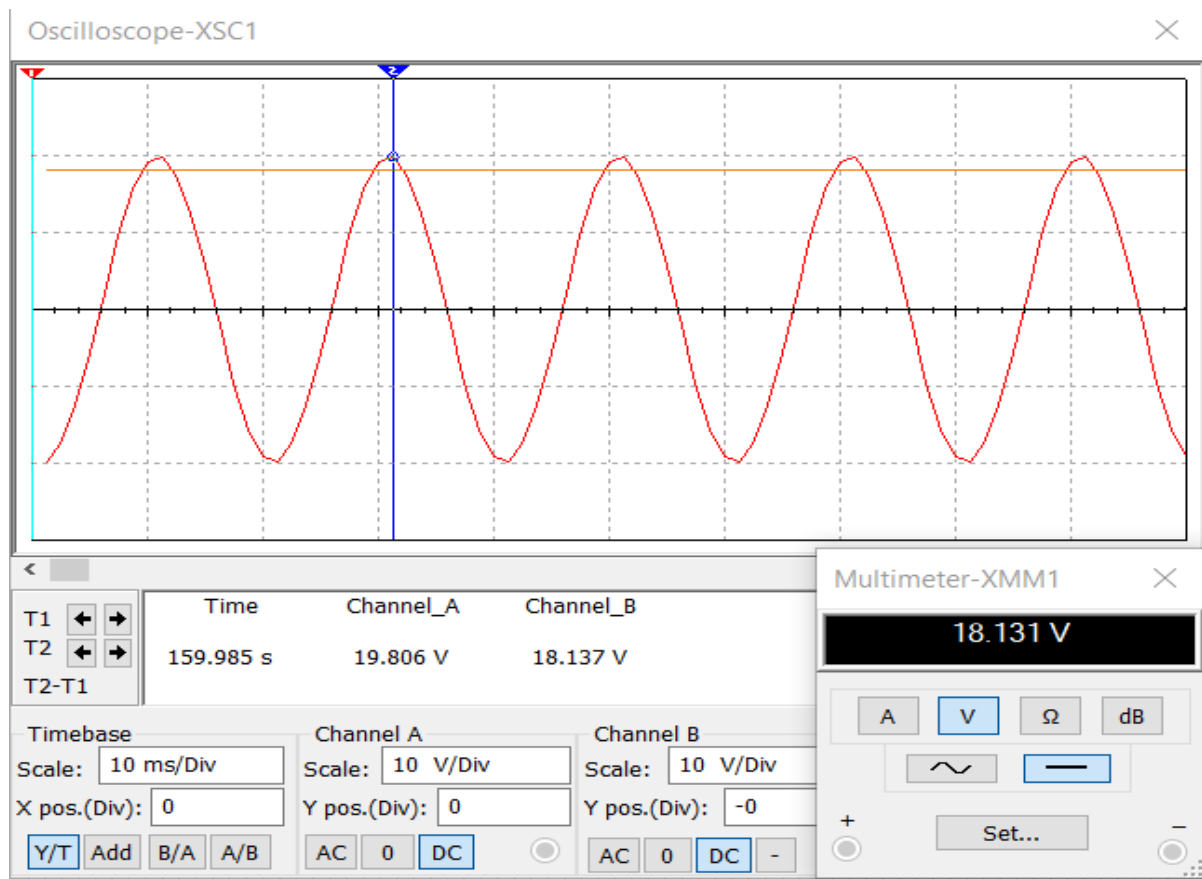 Oscilloscope-XSC1
2
Time Channel_A Channel_B
T1
T2 159.985 s 19.806 V 18.137 V
T2-T1
Timebase Channel A Channel B
Scale: 10 ms/Div Scale: 10 V/Div Scale: 10 V/Div
X pos.(Div): 0 Y pos.(Div): 0 Y pos.(Div): -0
Y/T Add B/A A/B AC 0 DC AC 0 DC -
Multimeter-XMM1
18.131 V
A V Ω dB
+ Set... −